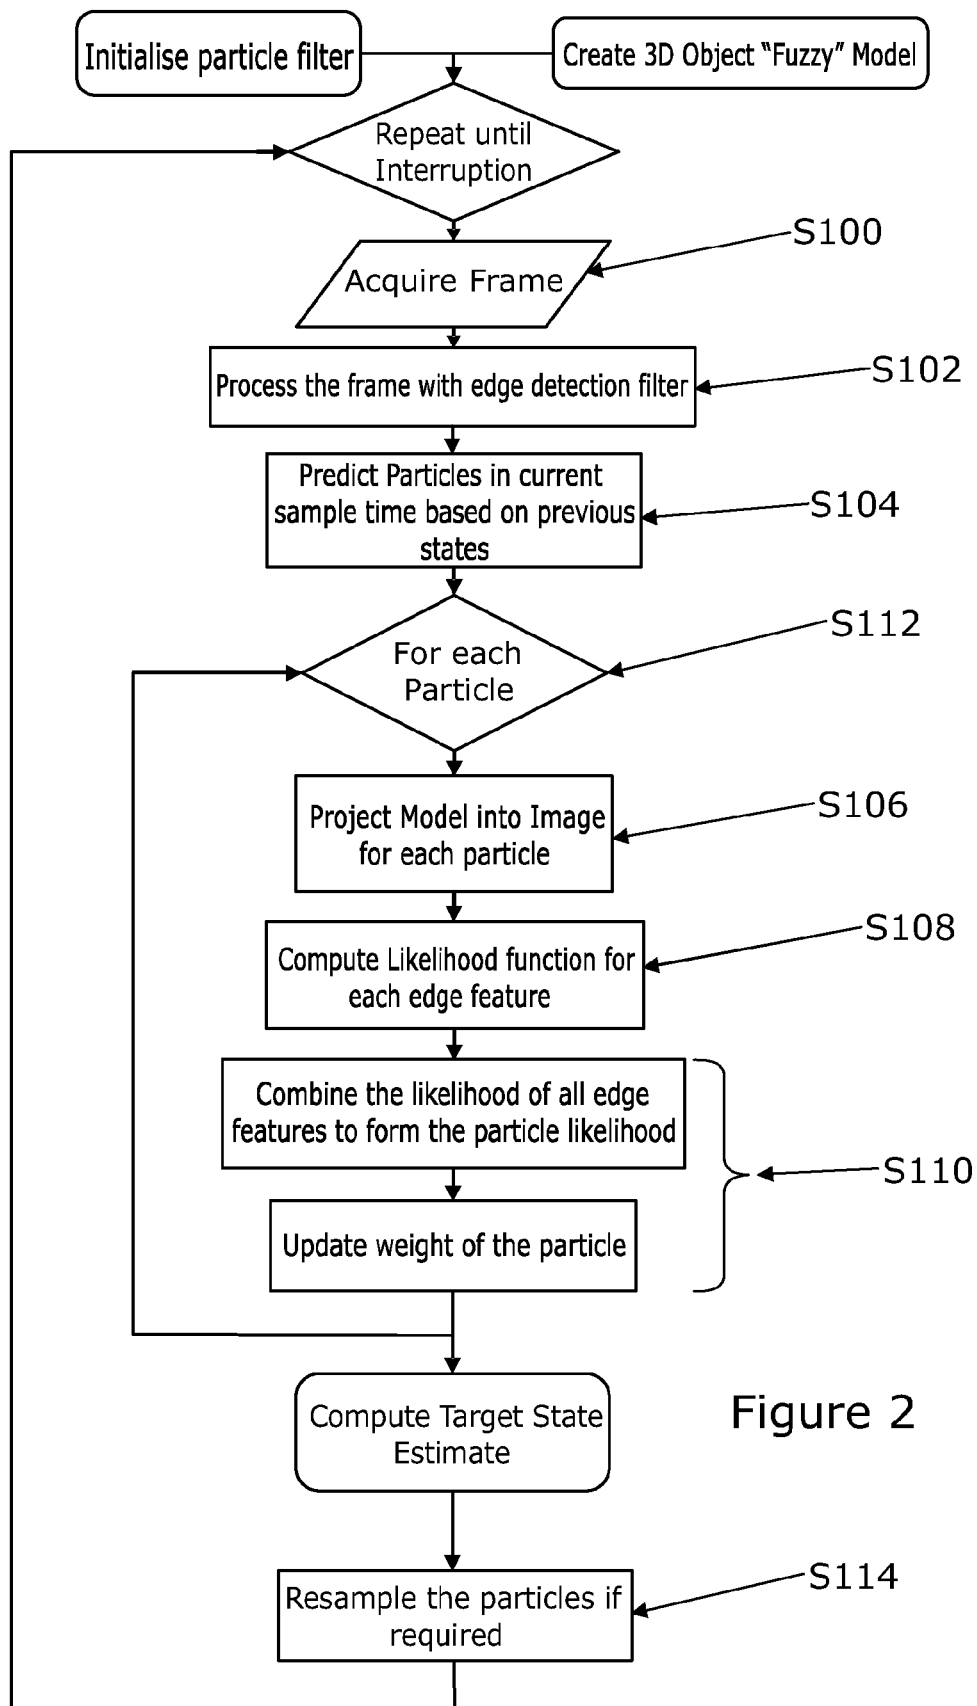 Initialise particle filter
Create 3D Object “Fuzzy” Model
Repeat until
Interruption
S100
Acquire Frame
S102
Process the frame with edge detection filter
Predict Particles in current
sample time based on previous
states
S104
S112
For each
Particle
S106
Project Model into Image
for each particle
S108
Compute Likelihood function for
each edge feature
Combine the likelihood of all edge
features to form the particle likelihood
S110
Update weight of the particle
Compute Target State
Estimate
Figure 2
S114
Resample the particles if
required